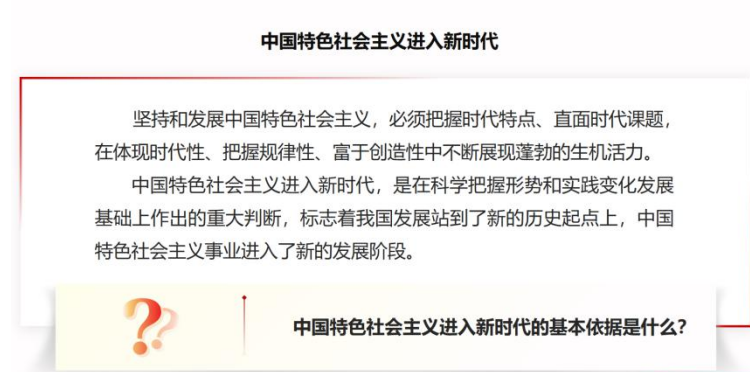 中国特色社会主义进入新时代
坚持和发展中国特色社会主义，必须把握时代特点、直面时代课题，
在体现时代性、把握规律性、富于创造性中不断展现蓬勃的生机活力。
中国特色社会主义进入新时代，是在科学把握形势和实践变化发展
基础上作出的重大判断，标志着我国发展站到了新的历史起点上，中国
特色社会主义事业进入了新的发展阶段。
??
中国特色社会主义进入新时代的基本依据是什么?